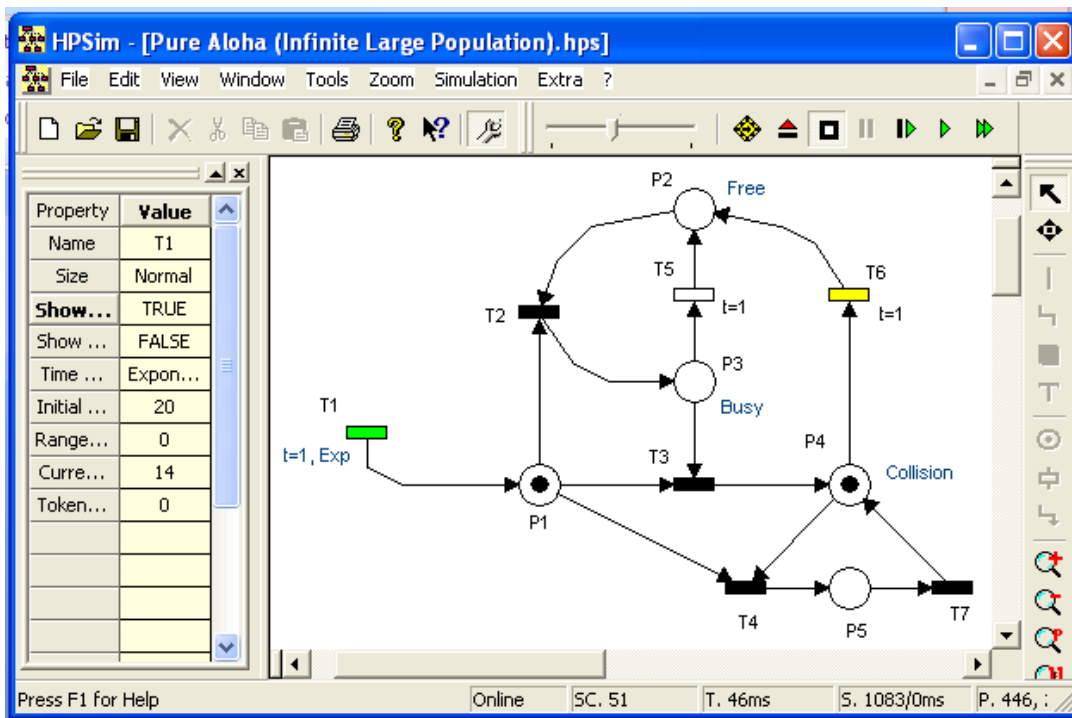 HPSim - [Pure Aloha (Infinite Large Population).hps]
File Edit View Window Tools Zoom Simulation Extra ?
Property Value
Name T1
Size Normal
Show... TRUE
Show ... FALSE
Time ... Expon...
Initial ... 20
Range... 0
Curre... 14
Token... 0
P2 Free
T5 T6
T2 t=1 t=1
P3
T1 Busy P4
t=1, Exp T3 Collision
P1
T4 P5 T7
Press F1 for Help Online SC. 51 T. 46ms S. 1083/0ms P. 446, :